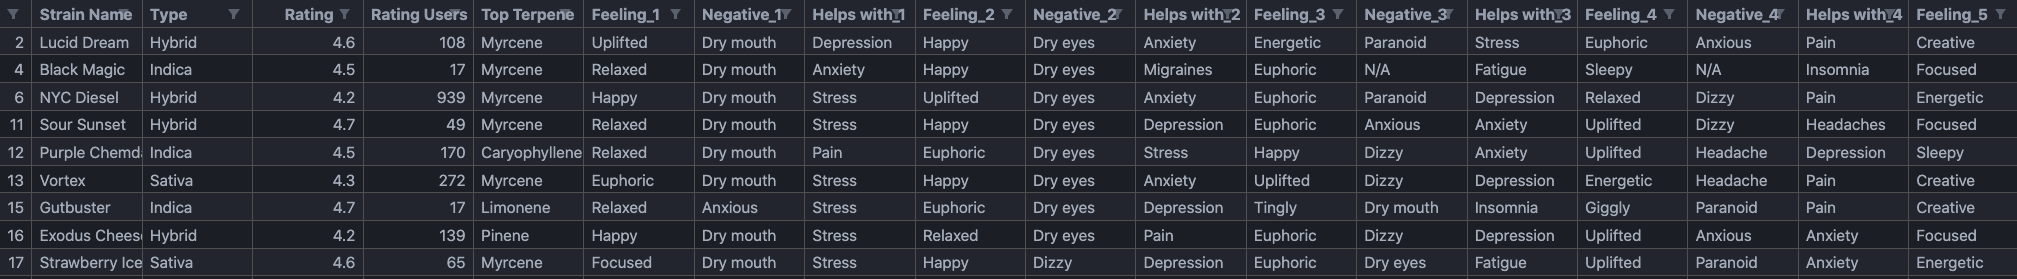 Strain Name Type Rating Rating Users Top Terpene Feeling_1 Negative_1 Helps with_1 Feeling_2 Negative_2 Helps with_2 Feeling_3 Negative_3 Helps with_3 Feeling_4 Negative_4 Helps with_4 Feeling_5
2 Lucid Dream Hybrid 4.6 108 Myrcene Uplifted Dry mouth Depression Happy Dry eyes Anxiety Energetic Paranoid Stress Euphoric Anxious Pain Creative
4 Black Magic Indica 4.5 17 Myrcene Relaxed Dry mouth Anxiety Happy Dry eyes Migraines Euphoric N/A Fatigue Sleepy N/A Insomnia Focused
6 NYC Diesel Hybrid 4.2 939 Myrcene Happy Dry mouth Stress Uplifted Dry eyes Anxiety Euphoric Paranoid Depression Relaxed Dizzy Pain Energetic
11 Sour Sunset Hybrid 4.7 49 Myrcene Relaxed Dry mouth Stress Happy Dry eyes Depression Euphoric Anxious Anxiety Uplifted Dizzy Headaches Focused
12 Purple Chemd Indica 4.5 170 Caryophyllene Relaxed Dry mouth Pain Euphoric Dry eyes Stress Happy Dizzy Anxiety Uplifted Headache Depression Sleepy
13 Vortex Sativa 4.3 272 Myrcene Euphoric Dry mouth Stress Happy Dry eyes Anxiety Uplifted Dizzy Depression Energetic Headache Pain Creative
15 Gutbuster Indica 4.7 17 Limonene Relaxed Anxious Stress Euphoric Dry eyes Depression Tingly Dry mouth Insomnia Giggly Paranoid Pain Creative
16 Exodus Chees Hybrid 4.2 139 Pinene Happy Dry mouth Stress Relaxed Dry eyes Pain Euphoric Dizzy Depression Uplifted Anxious Anxiety Focused
17 Strawberry Ice Sativa 4.6 65 Myrcene Focused Dry mouth Stress Happy Dizzy Depression Euphoric Dry eyes Fatigue Uplifted Paranoid Anxiety Energetic